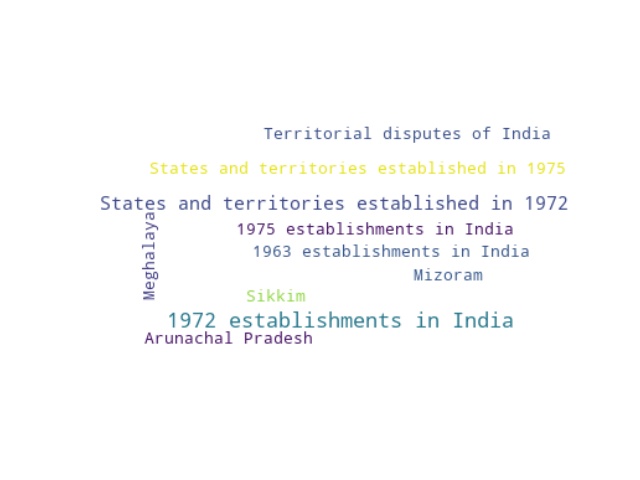 Territorial disputes of India
States and territories established in 1975
States and territories established in 1972
Meghalaya
1975 establishments in India
1963 establishments in India
Mizoram
Sikkim
1972 establishments in India
Arunachal Pradesh